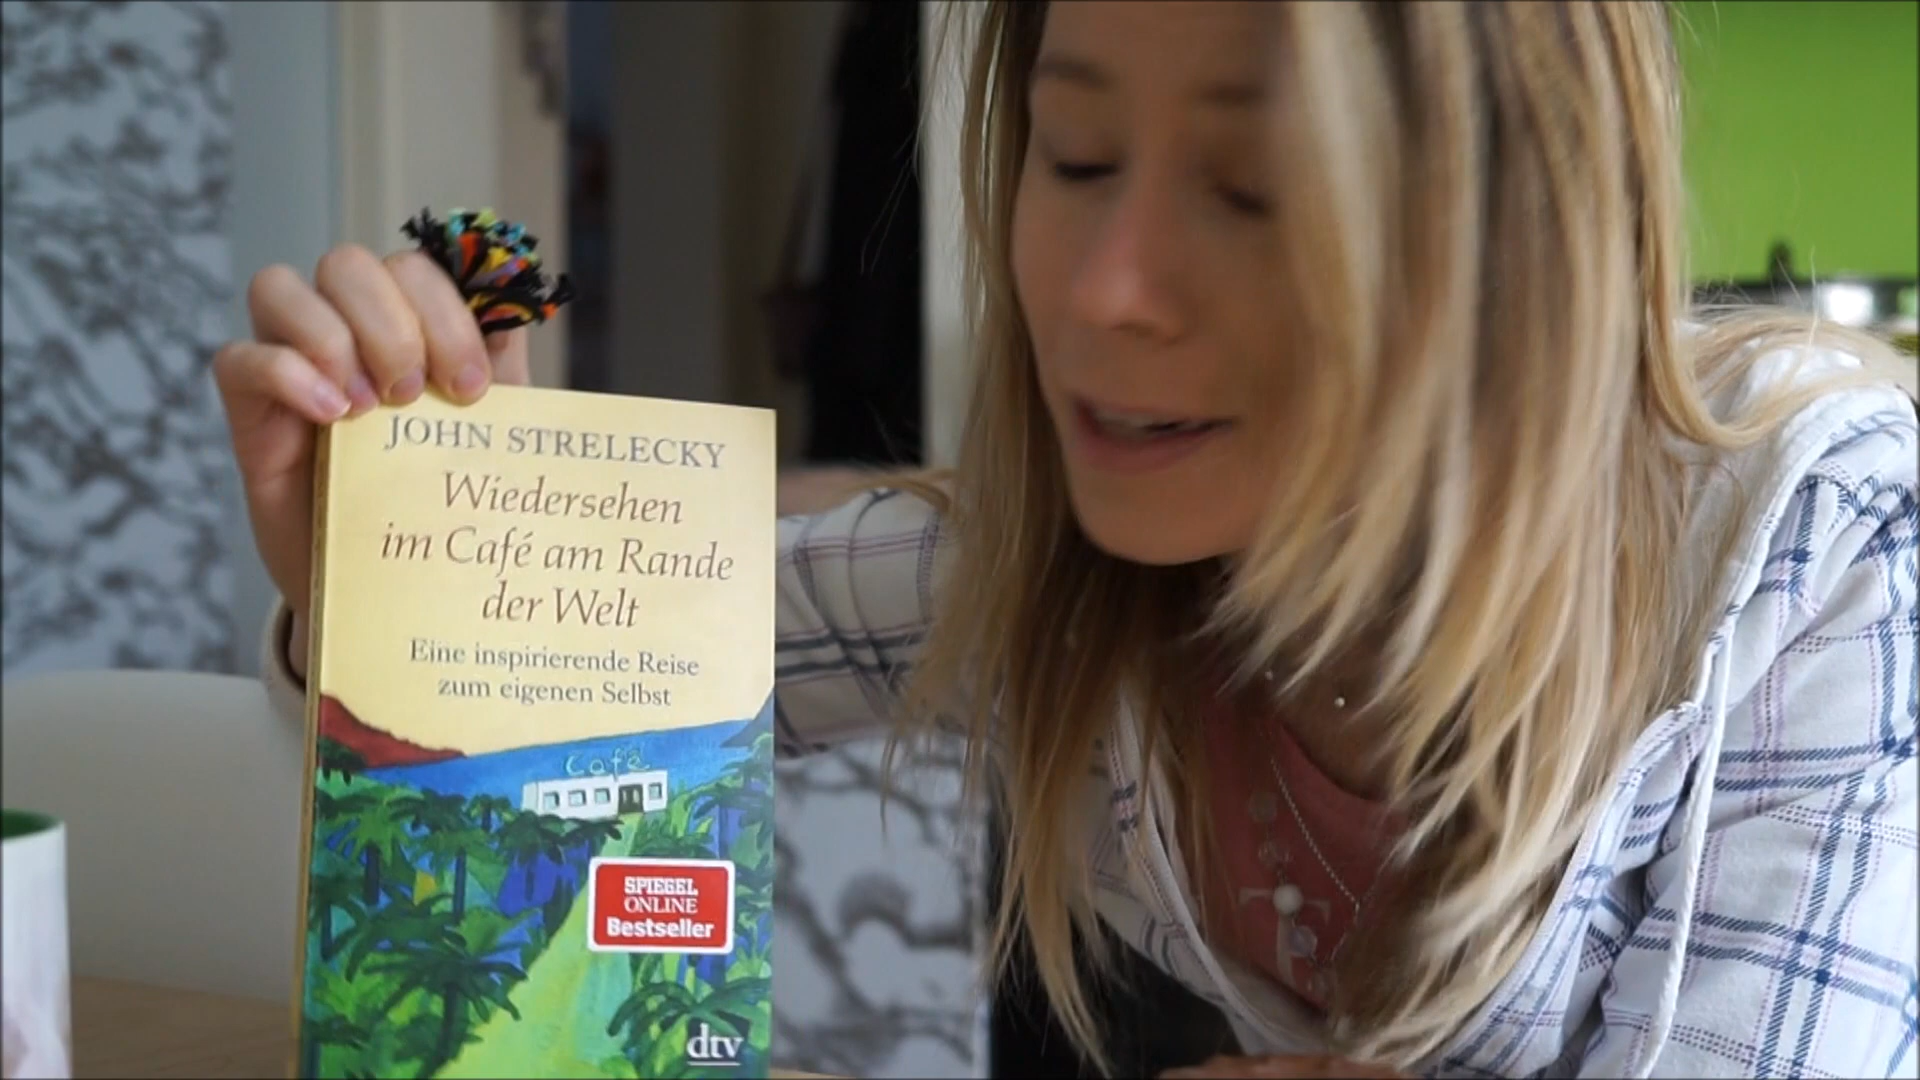 JOHN STRELECKY
Wiedersehen
im Café am Rande
der Welt
Eine inspirierende Reise
zum eigenen Selbst
Café
SPIEGEL
ONLINE
Bestseller
dtv